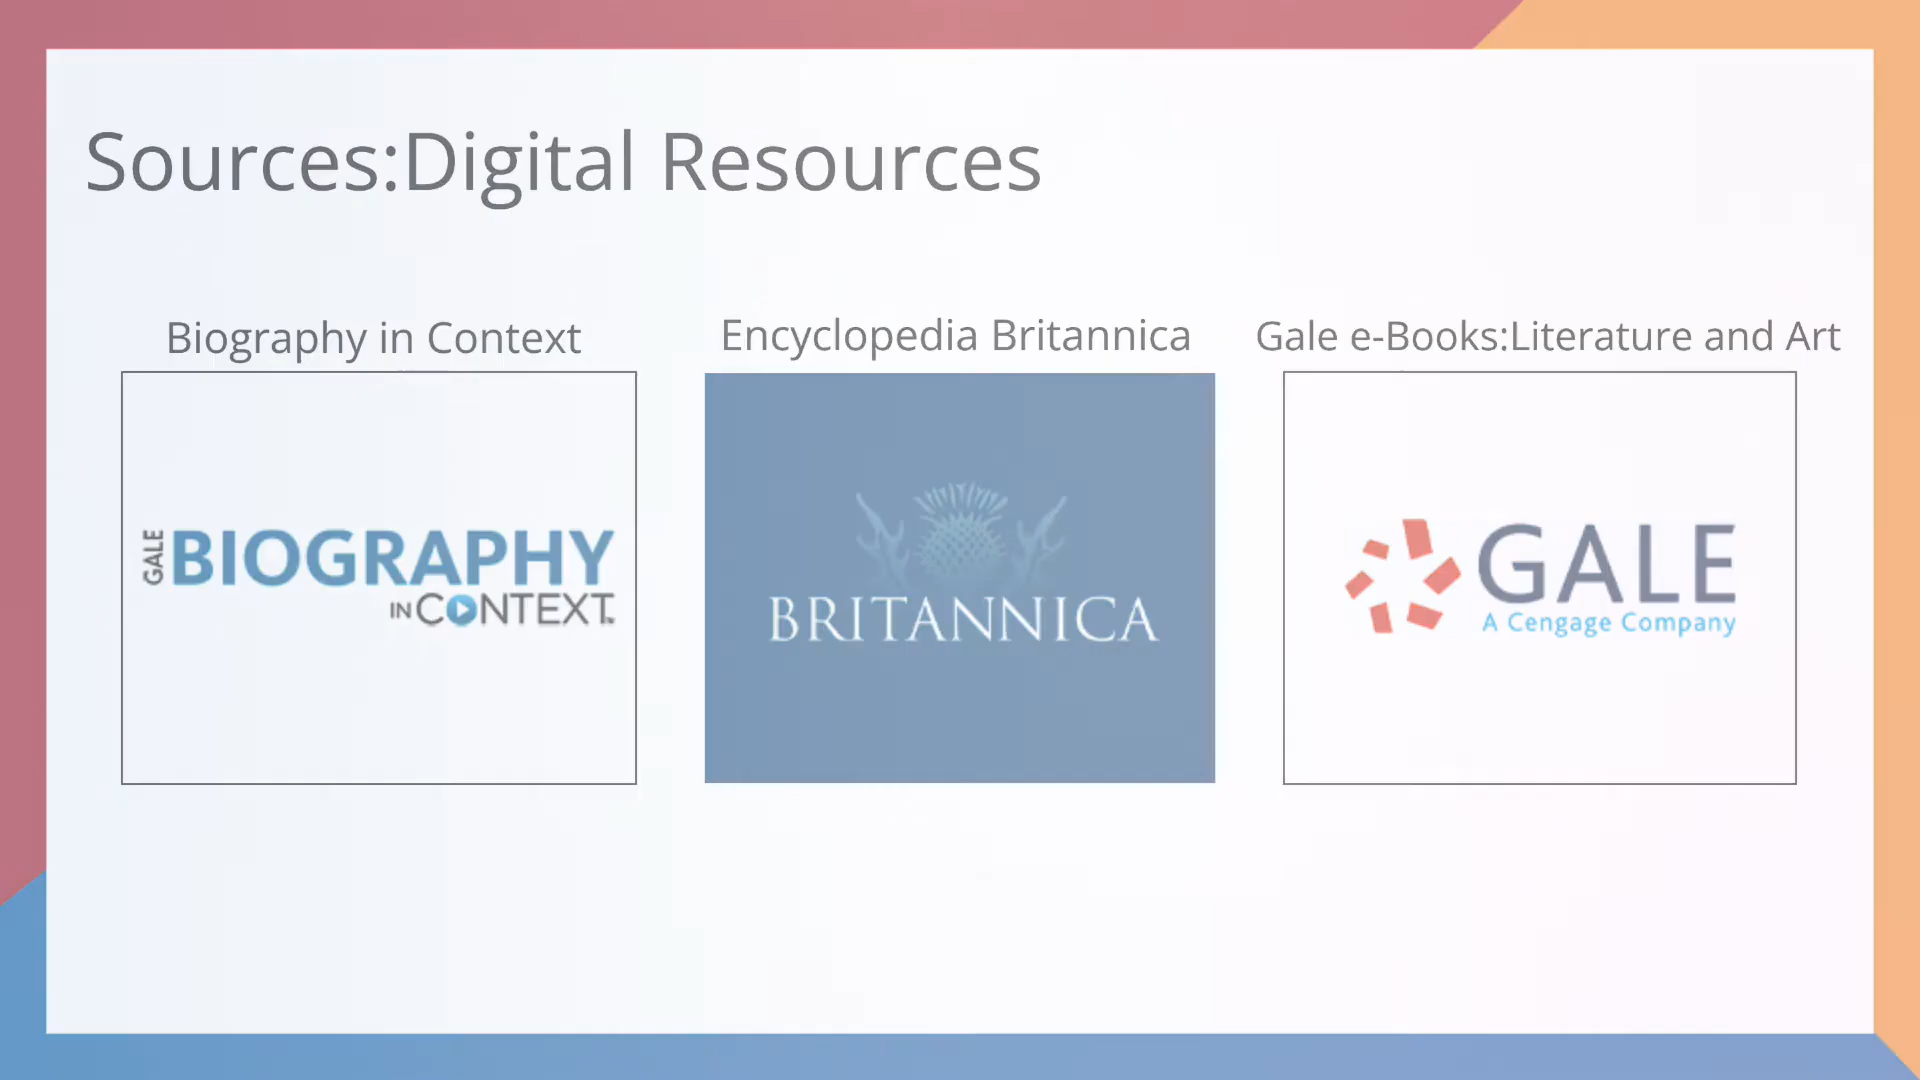 Sources:Digital Resources
Biography in Context
Encyclopedia Britannica
Gale e-Books:Literature and Art
GALE
BIOGRAPHY
IN CONTEXT
BRITANNICA
GALE
A Cengage Company